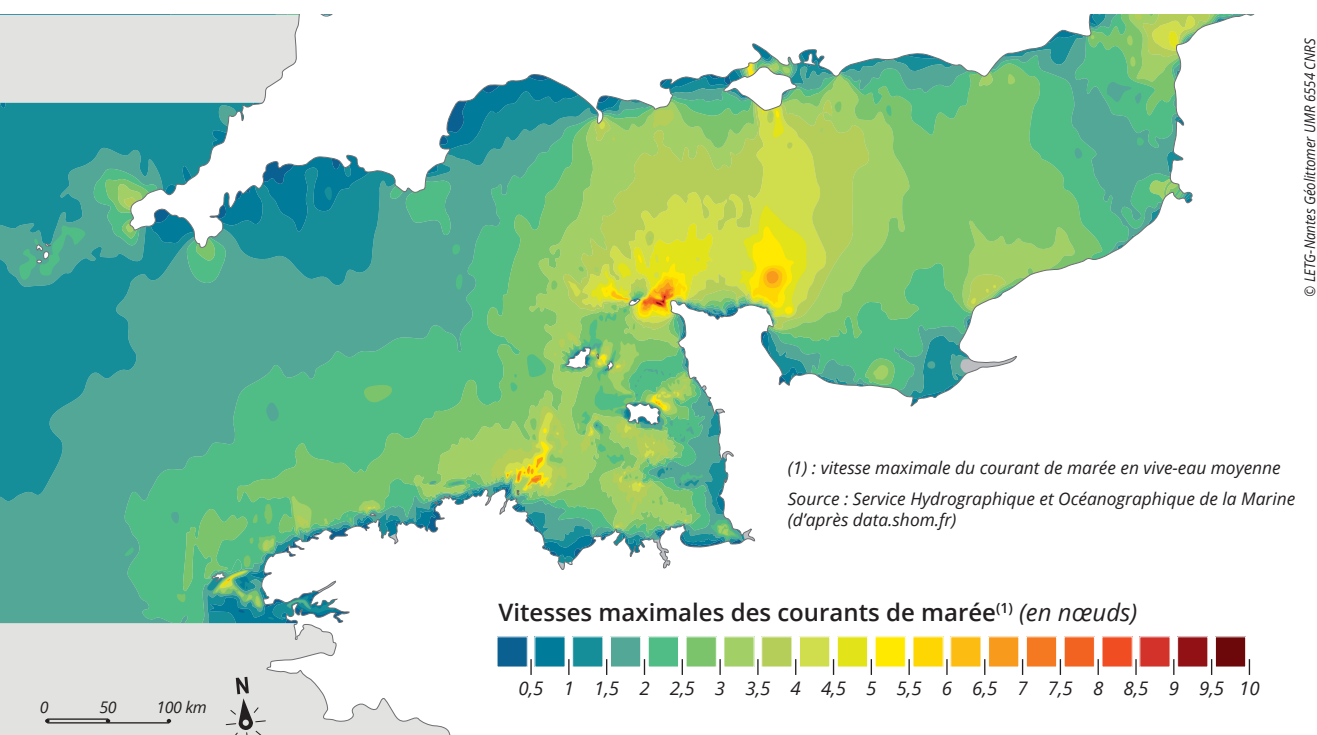 © LETG-Nantes Géolittomer UMR 6554 CNRS
(1) : vitesse maximale du courant de marée en vive-eau moyenne
Source : Service Hydrographique et Océanographique de la Marine
(d'après data.shom.fr)
Vitesses maximales des courants de marée(1) (en nœuds)
0,5 1 1,5 2 2,5 3 3,5 4 4,5 5 5,5 6 6,5 7 7,5 8 8,5 9 9,5 10
N
0 50 100 km